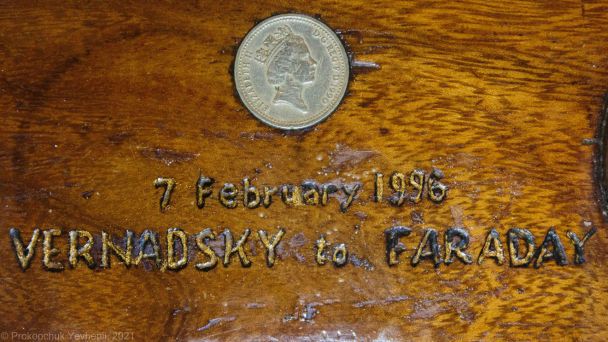 7 February 1996
VERNADSKY to FARADAY
© Prokopchuk Yevhenii, 2021